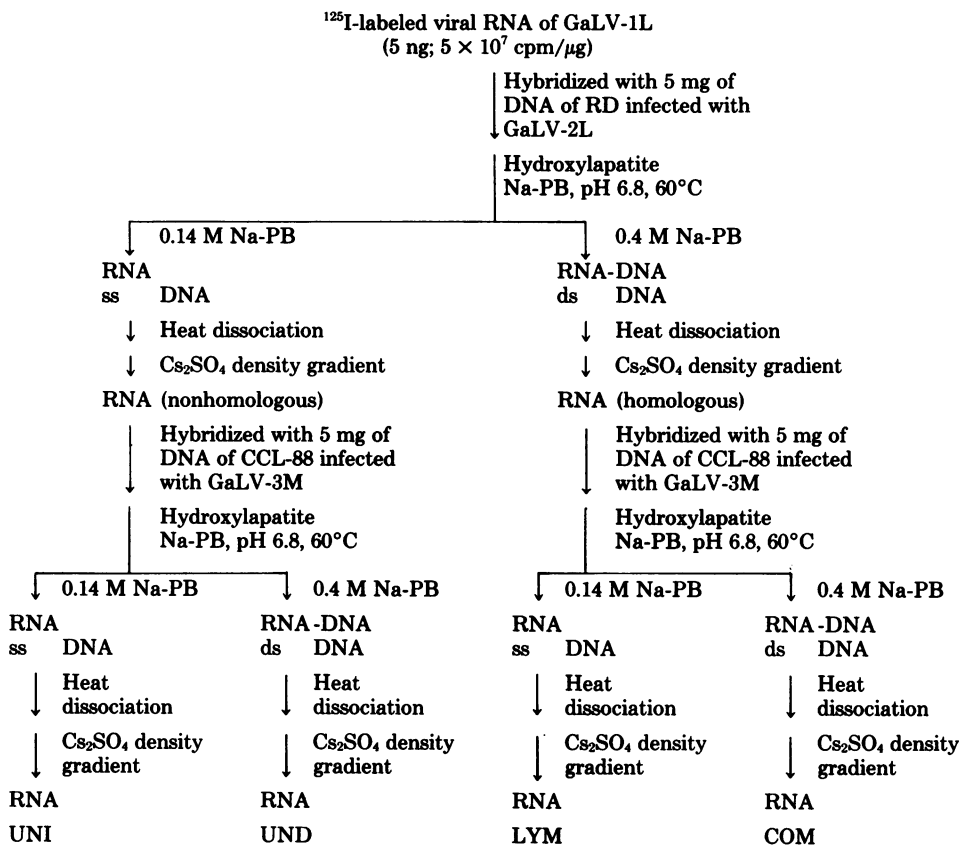 ¹²⁵I-labeled viral RNA of GaLV-1L
(5 ng; 5 × 10⁷ cpm/μg)
Hybridized with 5 mg of
DNA of RD infected with
GaLV-2L
Hydroxylapatite
Na-PB, pH 6.8, 60°C
0.14 M Na-PB
RNA
ss DNA
Heat dissociation
Cs₂SO₄ density gradient
RNA (nonhomologous)
Hybridized with 5 mg of
DNA of CCL-88 infected
with GaLV-3M
Hydroxylapatite
Na-PB, pH 6.8, 60°C
0.4 M Na-PB
RNA-DNA
ds DNA
Heat dissociation
Cs₂SO₄ density gradient
RNA (homologous)
Hybridized with 5 mg of
DNA of CCL-88 infected
with GaLV-3M
Hydroxylapatite
Na-PB, pH 6.8, 60°C
0.14 M Na-PB
RNA
ss DNA
Heat
dissociation
Cs₂SO₄ density
gradient
RNA
UNI
0.4 M Na-PB
RNA-DNA
ds DNA
Heat
dissociation
Cs₂SO₄ density
gradient
RNA
UND
0.14 M Na-PB
RNA
ss DNA
Heat
dissociation
Cs₂SO₄ density
gradient
RNA
LYM
0.4 M Na-PB
RNA-DNA
ds DNA
Heat
dissociation
Cs₂SO₄ density
gradient
RNA
COM